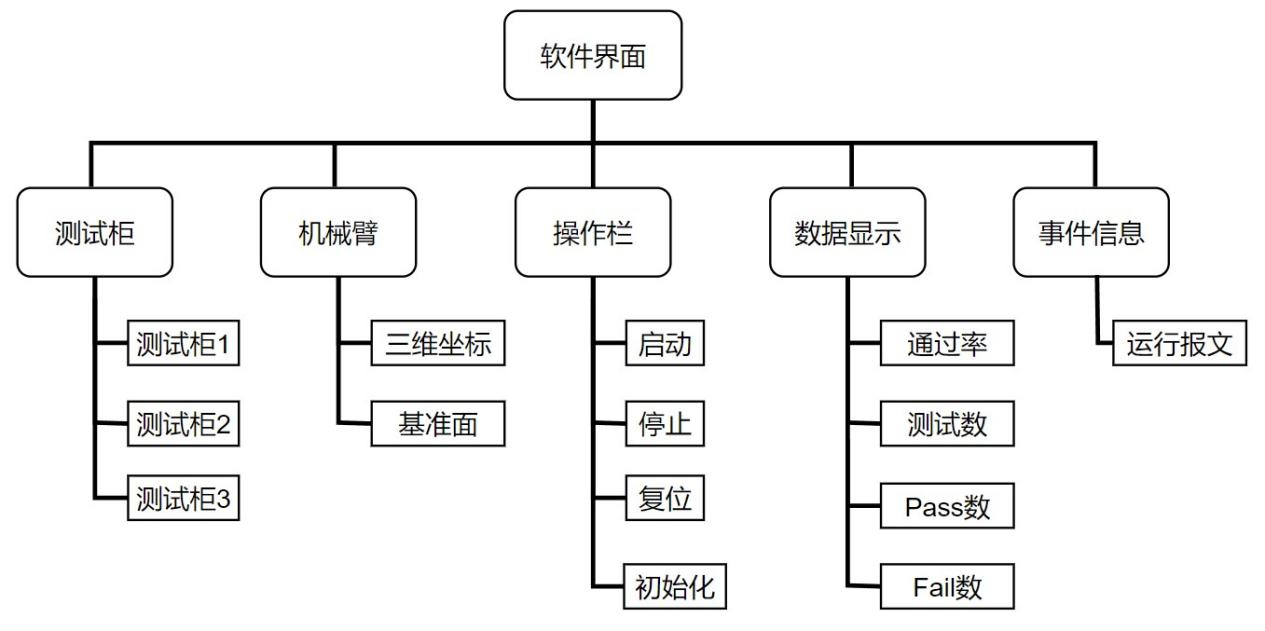 软件界面
测试柜
机械臂
操作栏
数据显示
事件信息
测试柜1
三维坐标
启动
通过率
运行报文
测试柜2
基准面
停止
测试数
测试柜3
复位
Pass数
初始化
Fail数